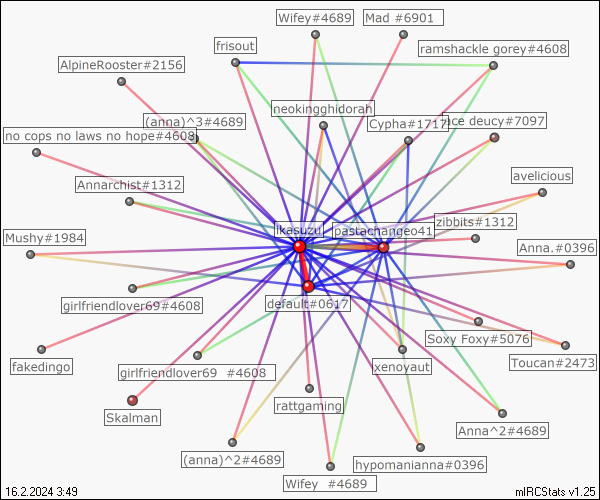 Wifey#4689
Mad #6901
frisout
ramshackle gorey#4608
AlpineRooster#2156
neokingghidorah
(anna)^3#4689
Cypha#1717
ce deucy#7097
no cops no laws no hope#4608
Annarchist#1312
avelicious
zibbits#1312
ikasuzu
pastachangeo41
Mushy#1984
Anna.#0396
default#0617
girlfriendlover69#4608
Soxy Foxy#5076
Toucan#2473
fakedingo
girlfriendlover69 #4608
xenoyaut
rattgaming
Skalman
Anna^2#4689
(anna)^2#4689
hypomanianna#0396
Wifey #4689
16.2.2024 3:49
mIRCStats v1.25